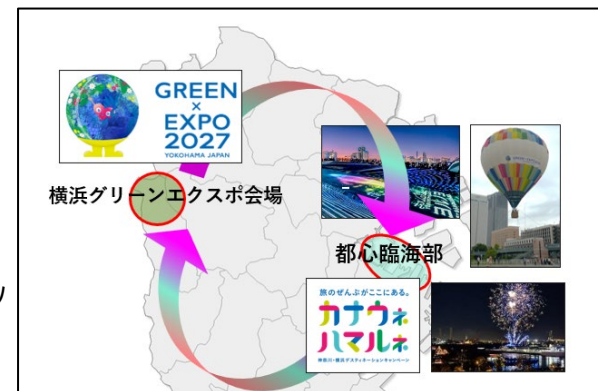 GREEN
×
EXPO
2027
YOKOHAMA JAPAN
横浜グリーンエクスポ会場
都心臨海部
旅のぜんぶがここにある。
カナウネ
ハマルネ
神奈川・横浜デスティネーションキャンペーン
り